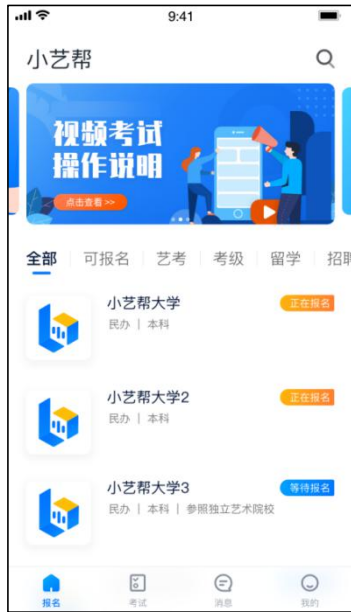 9:41
小艺帮
视频考试
操作说明
点击查看 >>
全部 可报名 艺考 考级 留学 招聘
小艺帮大学 正在报名
民办 | 本科
小艺帮大学2 正在报名
民办 | 本科
小艺帮大学3 等待报名
民办 | 本科 | 参照独立艺术院校
报名 考试 消息 我的